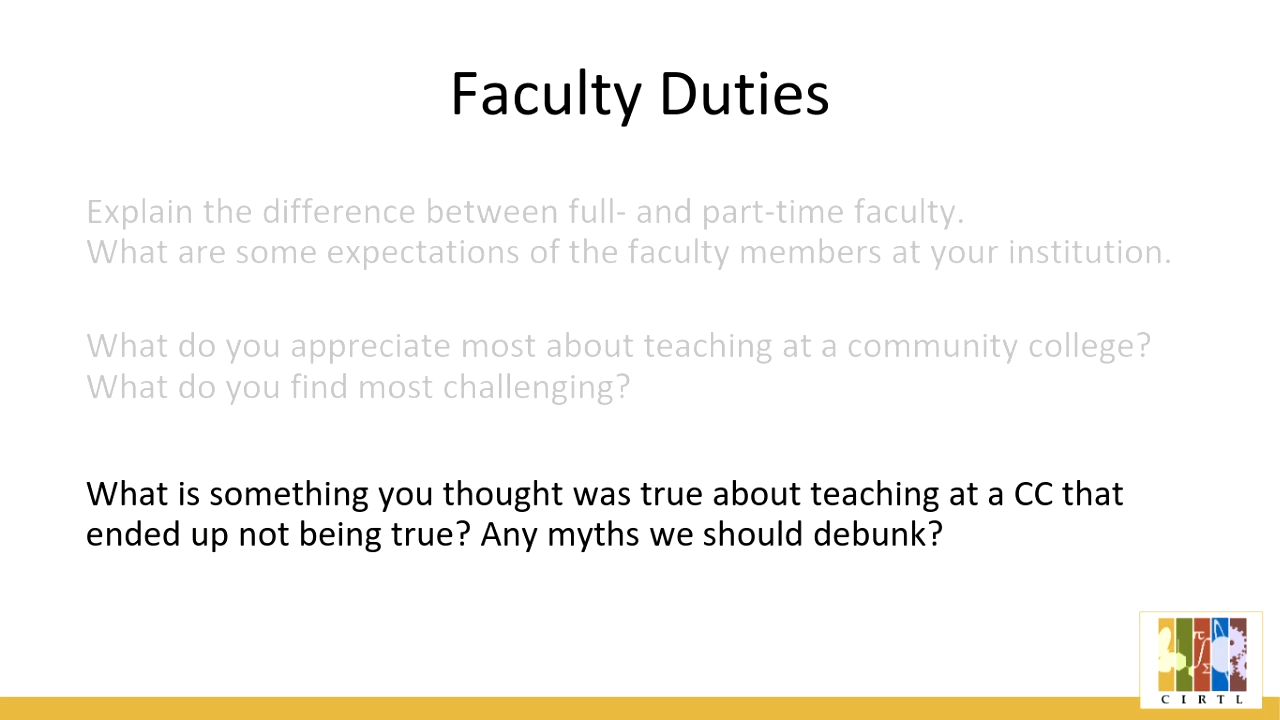 Faculty Duties
Explain the difference between full- and part-time faculty.
What are some expectations of the faculty members at your institution.
What do you appreciate most about teaching at a community college?
What do you find most challenging?
What is something you thought was true about teaching at a CC that
ended up not being true? Any myths we should debunk?
π
∫
Σ
C I R T L